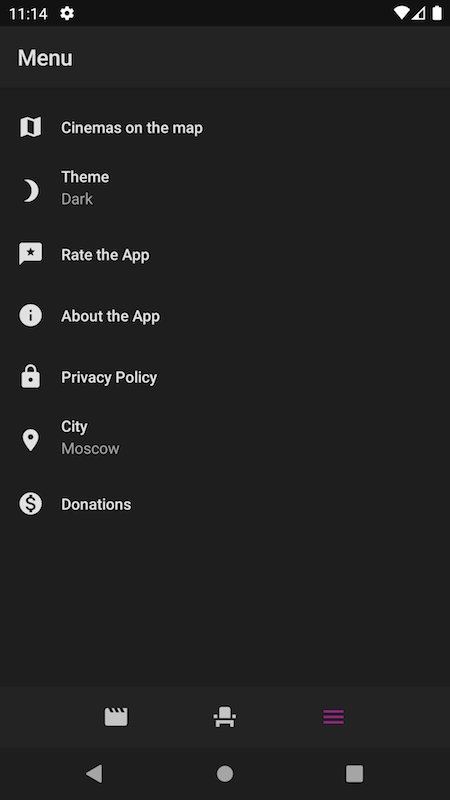 11:14
Menu
Cinemas on the map
Theme
Dark
Rate the App
About the App
Privacy Policy
City
Moscow
Donations